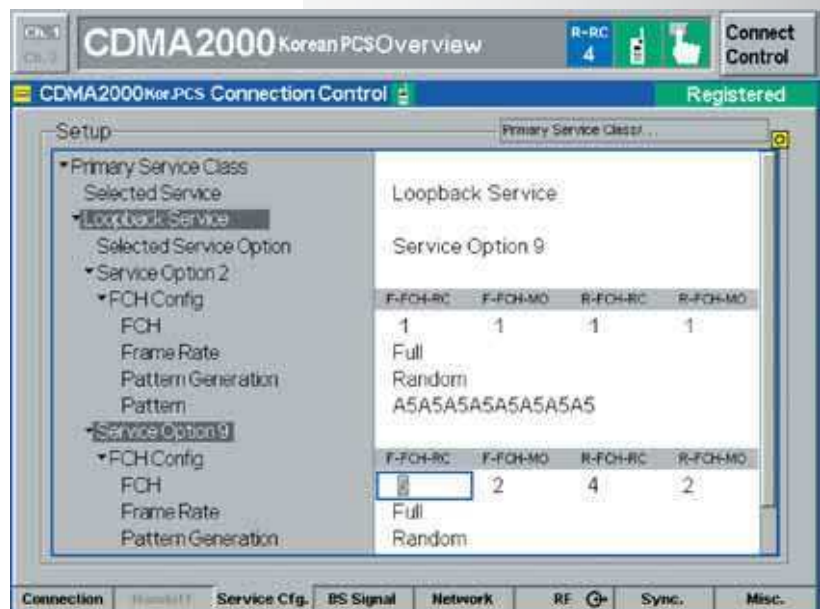 Ch. 1
CDMA2000 Korean PCS Overview
R-RC
4
Connect
Control
CDMA2000 Kor.PCS Connection Control
Registered
Setup
Primary Service Class/...
Primary Service Class
Selected Service Loopback Service
Loopback Service
Selected Service Option Service Option 9
Service Option 2
FCH Config F-FCH-RC F-FCH-MO R-FCH-RC R-FCH-MO
FCH 1 1 1 1
Frame Rate Full
Pattern Generation Random
Pattern A5A5A5A5A5A5A5A5
Service Option 9
FCH Config F-FCH-RC F-FCH-MO R-FCH-RC R-FCH-MO
FCH 2 4 2
Frame Rate Full
Pattern Generation Random
Connection Handoff Service Cfg. BS Signal Network RF Sync. Misc.